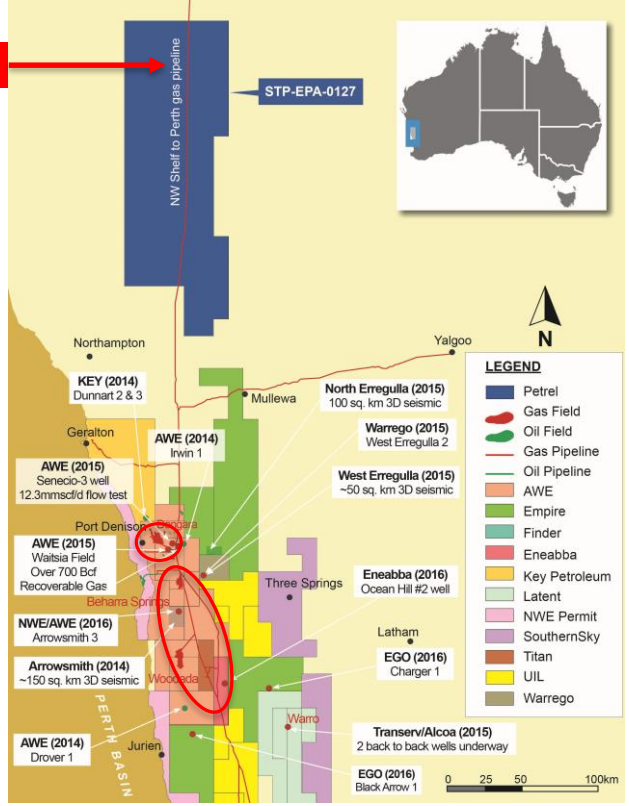 NW Shelf to Perth gas pipeline
STP-EPA-0127
N
Northampton
Yalgoo
KEY (2014)
Dunnart 2 & 3
Mullewa
North Erregulla (2015)
100 sq. km 3D seismic
Geralton
AWE (2014)
Irwin 1
Warrego (2015)
West Erregulla 2
AWE (2015)
Senecio-3 well
12.3mmscf/d flow test
West Erregulla (2015)
~50 sq. km 3D seismic
Port Denison
Dongara
AWE (2015)
Waitsia Field
Over 700 Bcf
Recoverable Gas
Beharra Springs
Three Springs
Eneabba (2016)
Ocean Hill #2 well
NWE/AWE (2016)
Arrowsmith 3
Latham
Arrowsmith (2014)
~150 sq. km 3D seismic
Woodada
EGO (2016)
Charger 1
PERTH BASIN
Warro
AWE (2014)
Drover 1
Jurien
Transerv/Alcoa (2015)
2 back to back wells underway
EGO (2016)
Black Arrow 1
LEGEND
Petrel
Gas Field
Oil Field
Gas Pipeline
Oil Pipeline
AWE
Empire
Finder
Eneabba
Key Petroleum
Latent
NWE Permit
SouthernSky
Titan
UIL
Warrego
0 25 50 100km